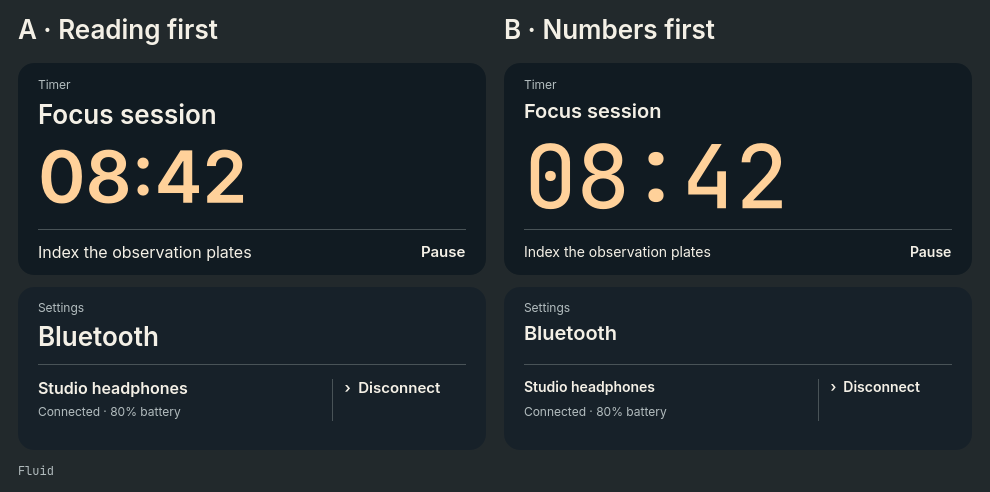 A · Reading first
Timer
Focus session
08:42
Index the observation plates
Pause
Settings
Bluetooth
Studio headphones
Connected · 80% battery
› Disconnect
B · Numbers first
Timer
Focus session
08:42
Index the observation plates
Pause
Settings
Bluetooth
Studio headphones
Connected · 80% battery
› Disconnect
Fluid